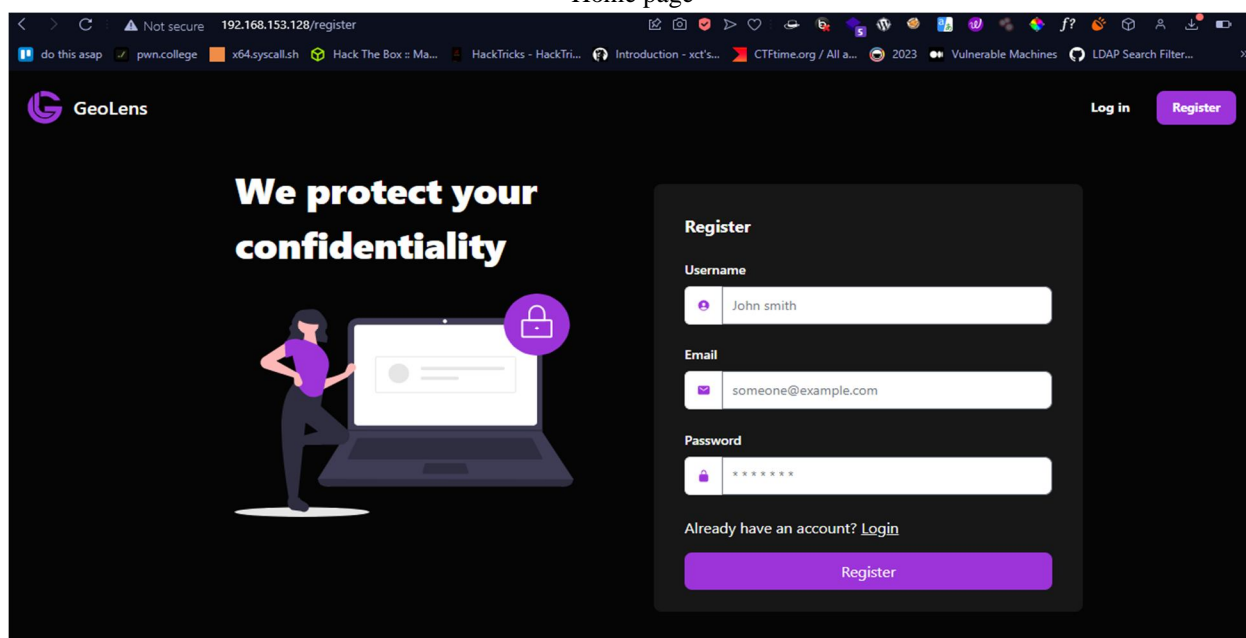 Home page
Not secure 192.168.153.128/register
f?
5
do this asap pwn.college x64.syscall.sh Hack The Box :: Ma... HackTricks - HackTri... Introduction - xct's... CTFtime.org / All a... 2023 Vulnerable Machines LDAP Search Filter... »
GeoLens
Log in Register
We protect your
confidentiality
Register
Username
John smith
Email
someone@example.com
Password
* * * * * * *
Already have an account? Login
Register